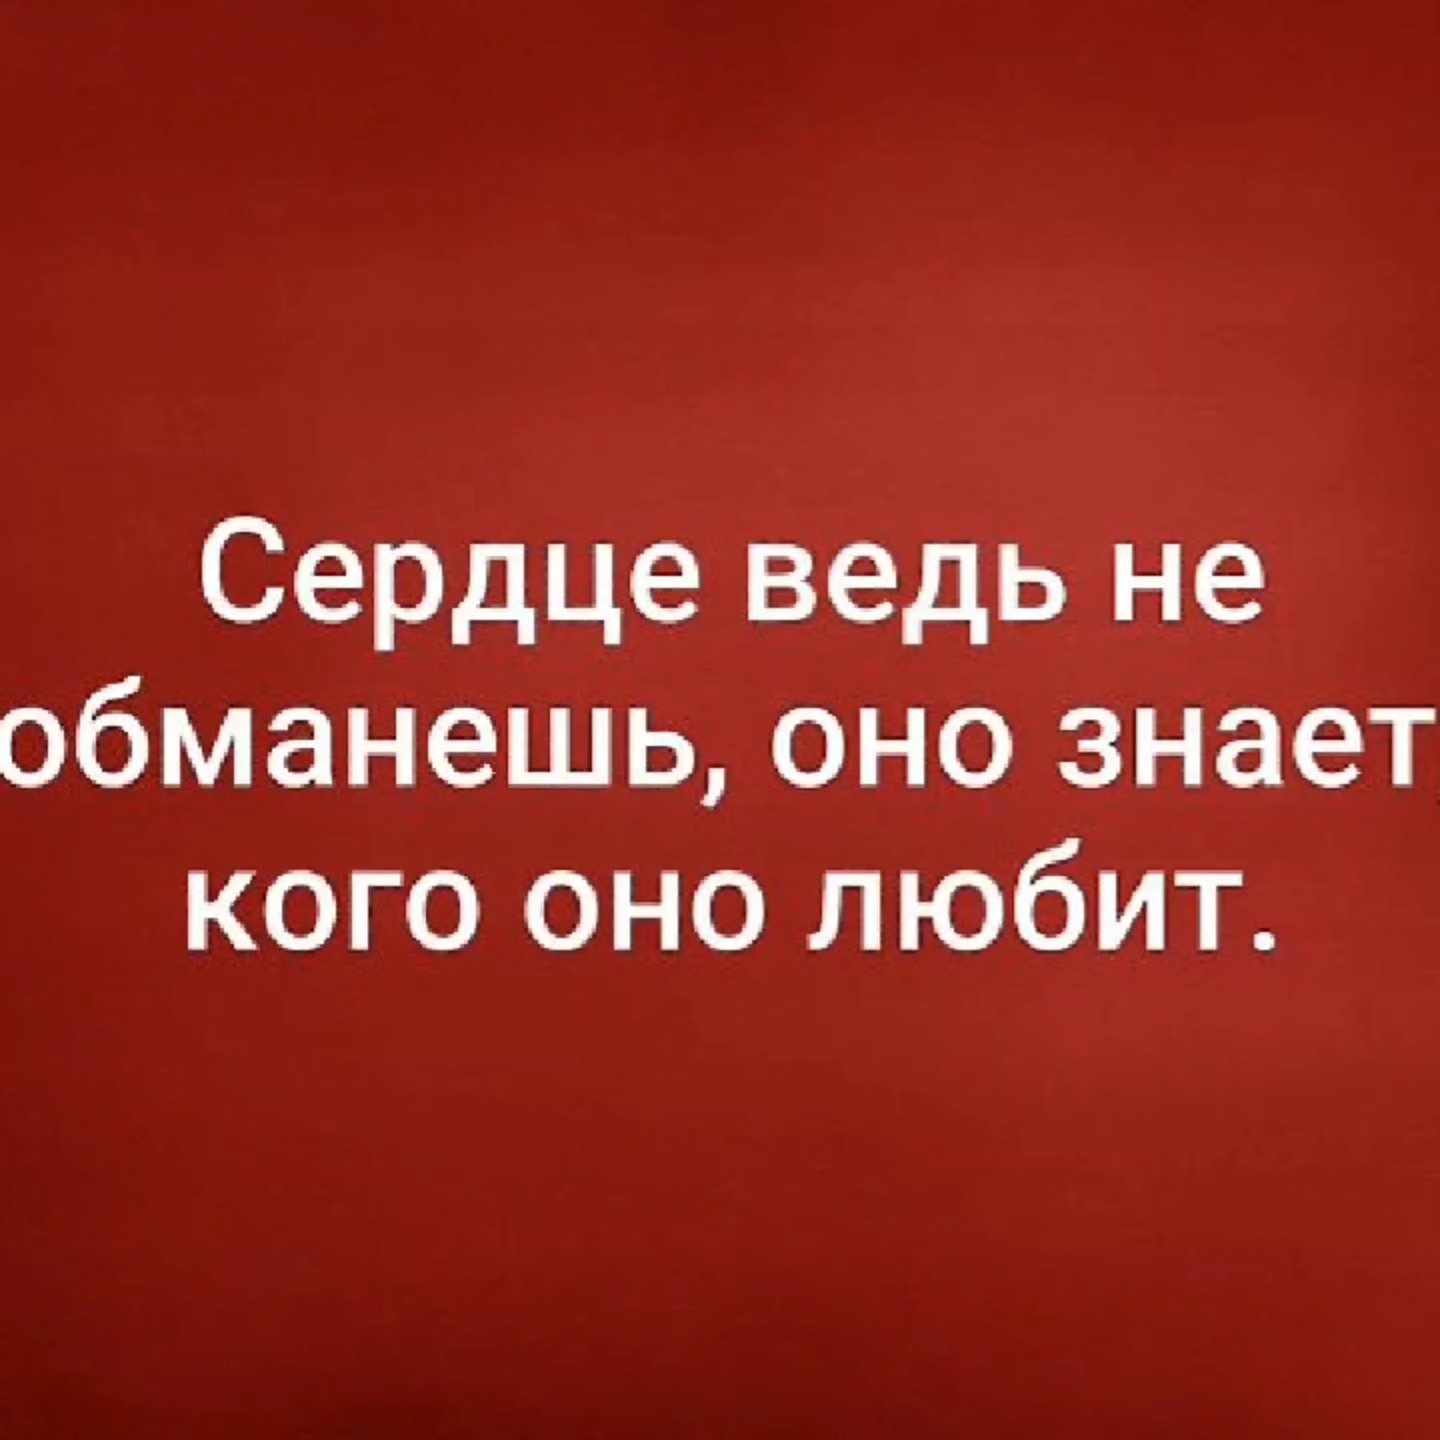 Сердце ведь не
обманешь, оно знает,
кого оно любит.